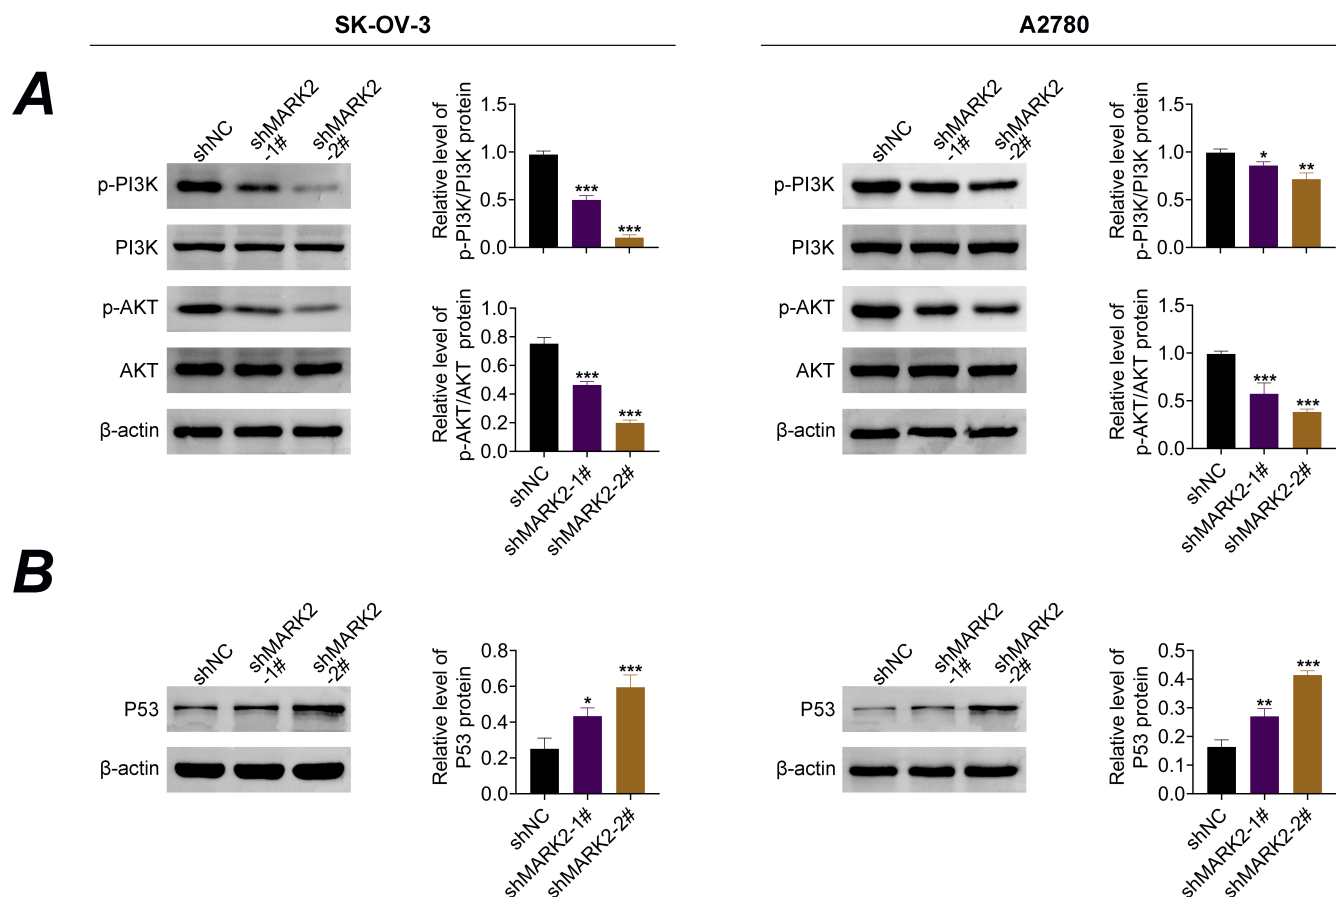 SK-OV-3
A2780
A
shNC
shMARK2
-1#
shMARK2
-2#
p-PI3K
PI3K
p-AKT
AKT
β-actin
Relative level of
p-PI3K/PI3K protein
1.5
1.0
0.5
0.0
***
***
Relative level of
p-AKT/AKT protein
1.0
0.8
0.6
0.4
0.2
0.0
***
***
shNC
shMARK2-1#
shMARK2-2#
shNC
shMARK2
-1#
shMARK2
-2#
p-PI3K
PI3K
p-AKT
AKT
β-actin
Relative level of
p-PI3K/PI3K protein
1.5
1.0
0.5
0.0
*
**
Relative level of
p-AKT/AKT protein
1.5
1.0
0.5
0.0
***
***
shNC
shMARK2-1#
shMARK2-2#
B
shNC
shMARK2
-1#
shMARK2
-2#
P53
β-actin
Relative level of
P53 protein
0.8
0.6
0.4
0.2
0.0
*
***
shNC
shMARK2-1#
shMARK2-2#
shNC
shMARK2
-1#
shMARK2
-2#
P53
β-actin
Relative level of
P53 protein
0.5
0.4
0.3
0.2
0.1
0.0
**
***
shNC
shMARK2-1#
shMARK2-2#